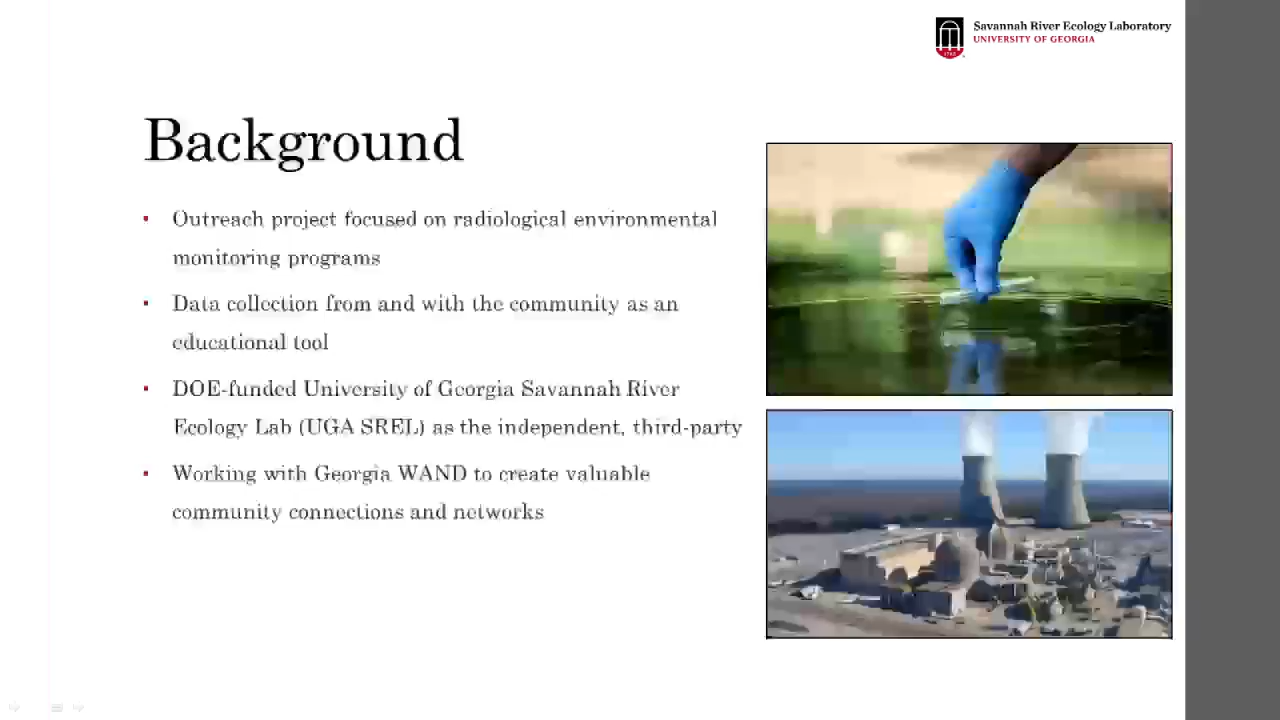 Savannah River Ecology Laboratory
UNIVERSITY OF GEORGIA
1785
Background
Outreach project focused on radiological environmental
monitoring programs
Data collection from and with the community as an
educational tool
DOE-funded University of Georgia Savannah River
Ecology Lab (UGA SREL) as the independent, third-party
Working with Georgia WAND to create valuable
community connections and networks